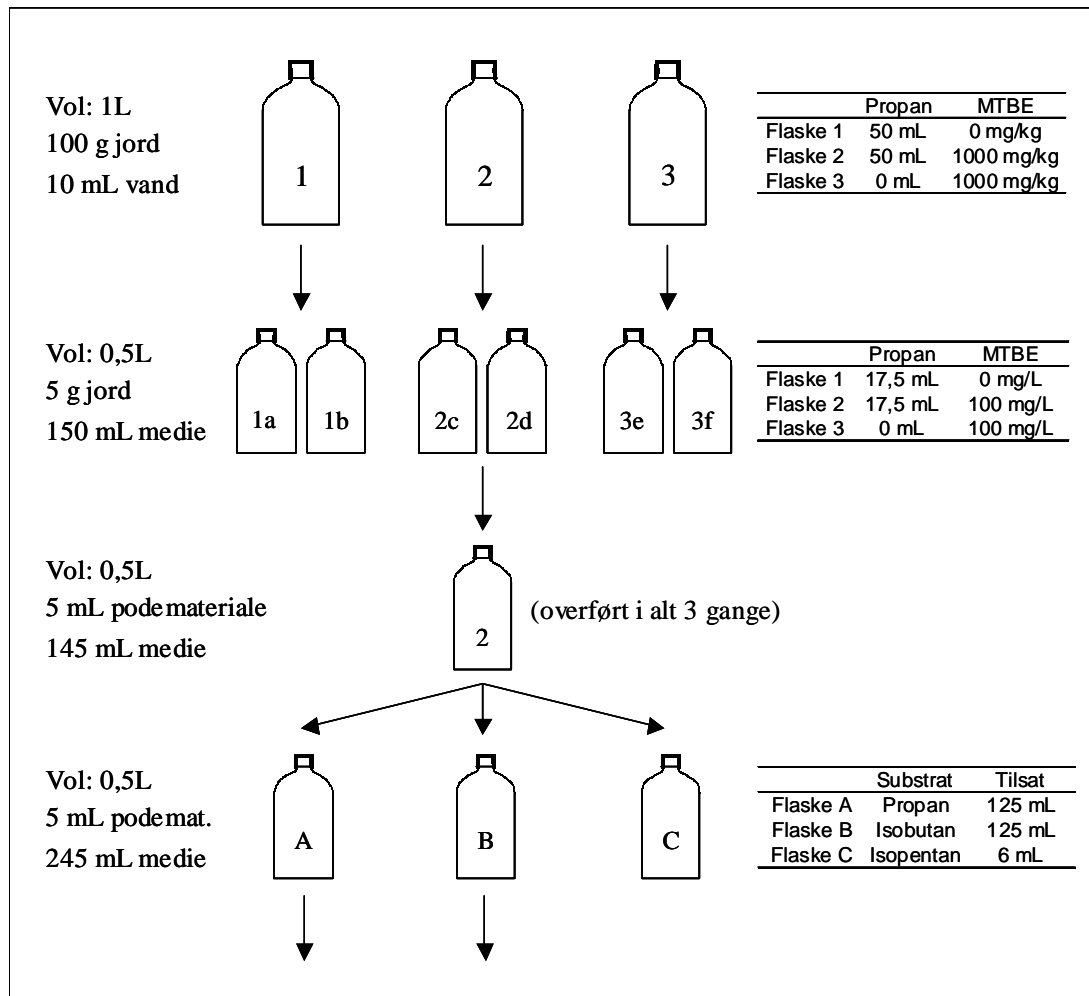 Vol: 1L
100 g jord
10 mL vand
1
2
3
Propan MTBE
Flaske 1 50 mL 0 mg/kg
Flaske 2 50 mL 1000 mg/kg
Flaske 3 0 mL 1000 mg/kg
Vol: 0,5L
5 g jord
150 mL medie
1a
1b
2c
2d
3e
3f
Propan MTBE
Flaske 1 17,5 mL 0 mg/L
Flaske 2 17,5 mL 100 mg/L
Flaske 3 0 mL 100 mg/L
Vol: 0,5L
5 mL podemateriale
145 mL medie
2
(overført i alt 3 gange)
Vol: 0,5L
5 mL podemat.
245 mL medie
A
B
C
Substrat Tilsat
Flaske A Propan 125 mL
Flaske B Isobutan 125 mL
Flaske C Isopentan 6 mL